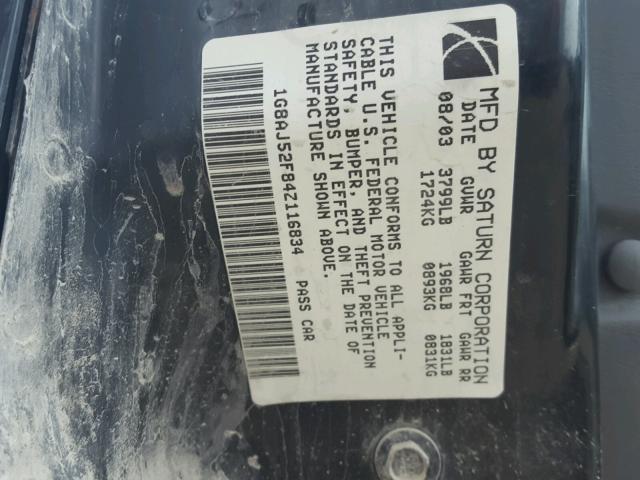 MFD BY SATURN CORPORATION
DATE GVWR GAWR FRT GAWR RR
08/03 3799LB 1968LB 1831LB
1724KG 0893KG 0831KG
THIS VEHICLE CONFORMS TO ALL APPLI-
CABLE U.S. FEDERAL MOTOR VEHICLE
SAFETY, BUMPER, AND THEFT PREVENTION
STANDARDS IN EFFECT ON THE DATE OF
MANUFACTURE SHOWN ABOVE.
1G8AJ52F84Z116834 PASS CAR